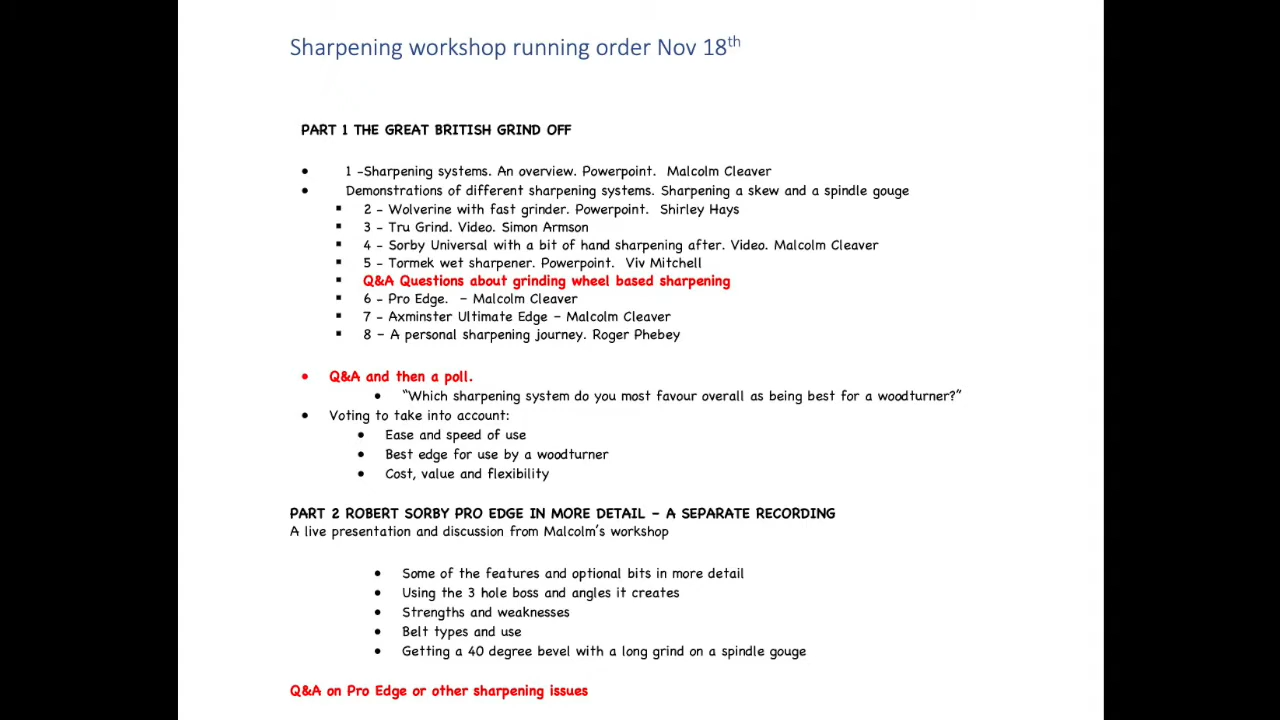 Sharpening workshop running order Nov 18th
PART 1 THE GREAT BRITISH GRIND OFF
• 1 -Sharpening systems. An overview. Powerpoint. Malcolm Cleaver
• Demonstrations of different sharpening systems. Sharpening a skew and a spindle gouge
▪ 2 - Wolverine with fast grinder. Powerpoint. Shirley Hays
▪ 3 - Tru Grind. Video. Simon Armson
▪ 4 - Sorby Universal with a bit of hand sharpening after. Video. Malcolm Cleaver
▪ 5 - Tormek wet sharpener. Powerpoint. Viv Mitchell
▪ Q&A Questions about grinding wheel based sharpening
▪ 6 - Pro Edge. – Malcolm Cleaver
▪ 7 - Axminster Ultimate Edge – Malcolm Cleaver
▪ 8 – A personal sharpening journey. Roger Phebey
• Q&A and then a poll.
• “Which sharpening system do you most favour overall as being best for a woodturner?”
• Voting to take into account:
• Ease and speed of use
• Best edge for use by a woodturner
• Cost, value and flexibility
PART 2 ROBERT SORBY PRO EDGE IN MORE DETAIL – A SEPARATE RECORDING
A live presentation and discussion from Malcolm’s workshop
• Some of the features and optional bits in more detail
• Using the 3 hole boss and angles it creates
• Strengths and weaknesses
• Belt types and use
• Getting a 40 degree bevel with a long grind on a spindle gouge
Q&A on Pro Edge or other sharpening issues